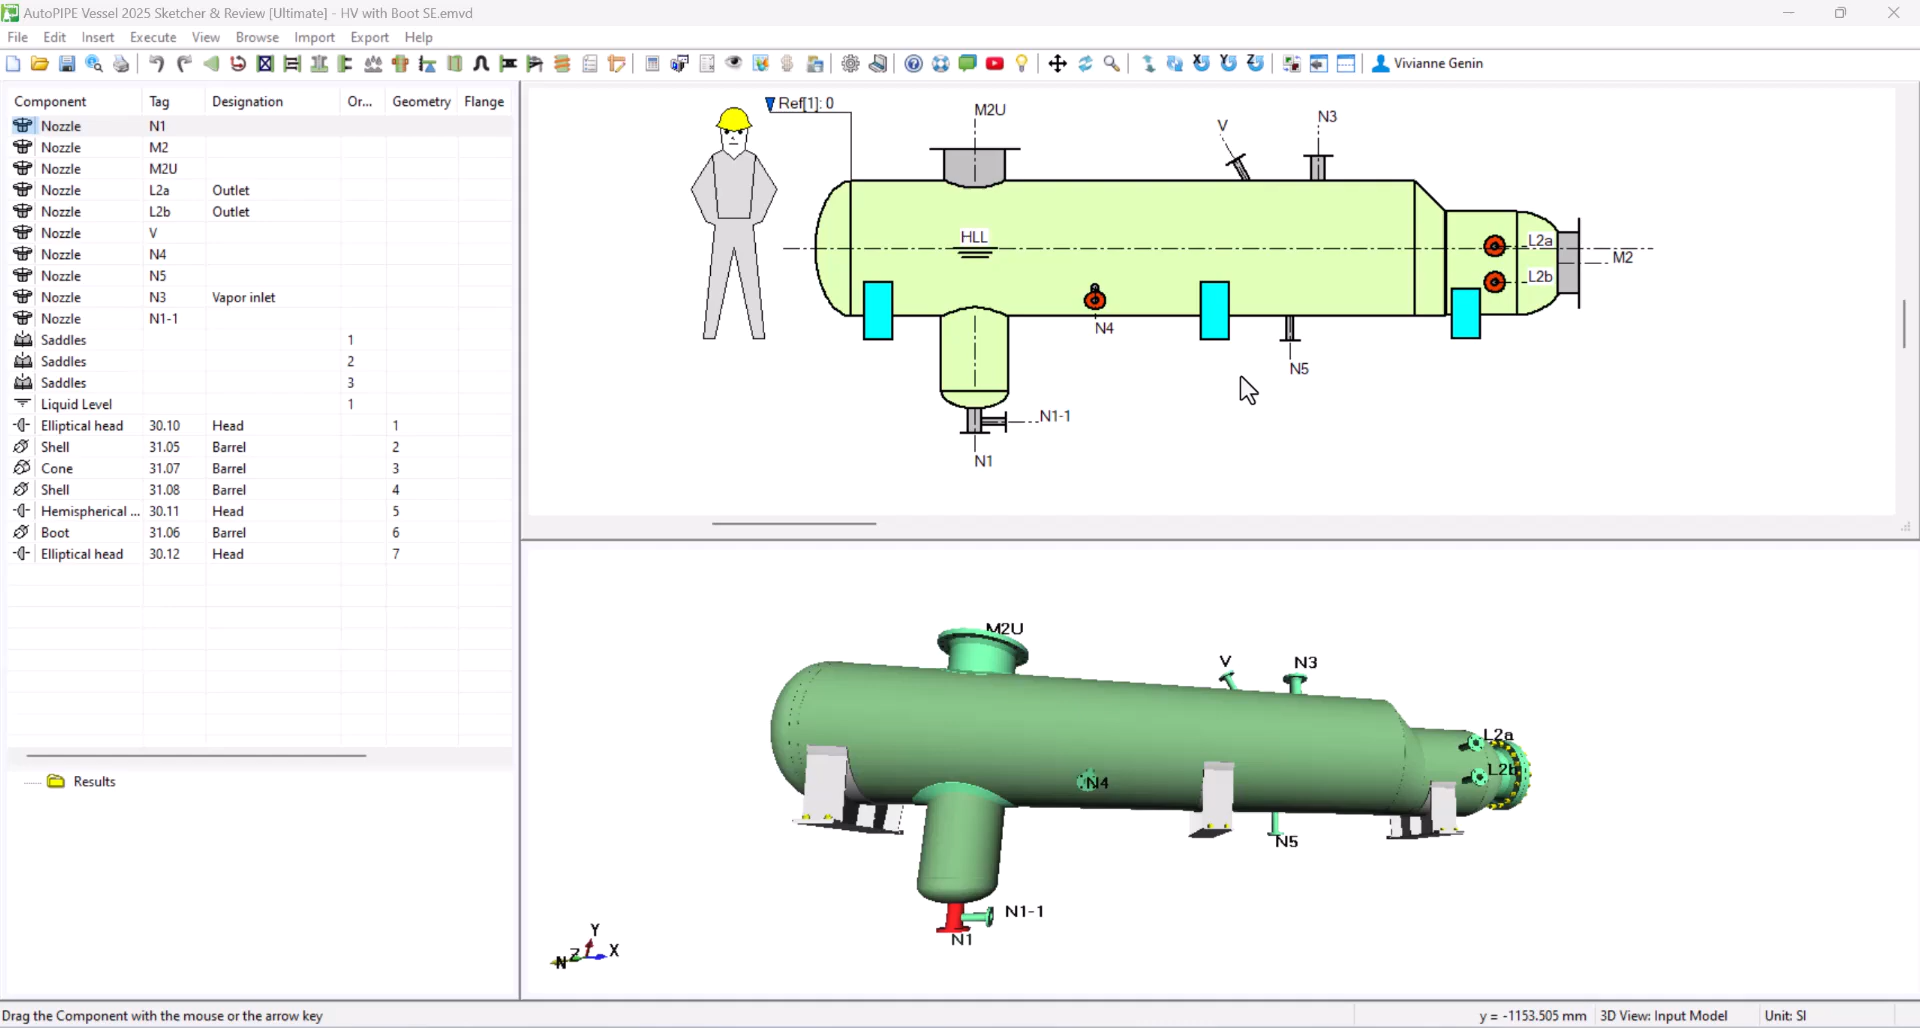 AutoPIPE Vessel 2025 Sketcher & Review [Ultimate] - HV with Boot SE.emvd
File Edit Insert Execute View Browse Import Export Help
Vivianne Genin
Component Tag Designation Or... Geometry Flange
Nozzle N1
Nozzle M2
Nozzle M2U
Nozzle L2a Outlet
Nozzle L2b Outlet
Nozzle V
Nozzle N4
Nozzle N5
Nozzle N3 Vapor inlet
Nozzle N1-1
Saddles 1
Saddles 2
Saddles 3
Liquid Level 1
Elliptical head 30.10 Head 1
Shell 31.05 Barrel 2
Cone 31.07 Barrel 3
Shell 31.08 Barrel 4
Hemispherical ... 30.11 Head 5
Boot 31.06 Barrel 6
Elliptical head 30.12 Head 7
Results
Ref[1]: 0
M2U
V
N3
HLL
L2a
M2
L2b
N4
N5
N1-1
N1
M2U
V
N3
L2a
L2b
N4
N5
N1-1
N1
Y
Z
X
N
Drag the Component with the mouse or the arrow key
y = -1153.505 mm 3D View: Input Model Unit: SI